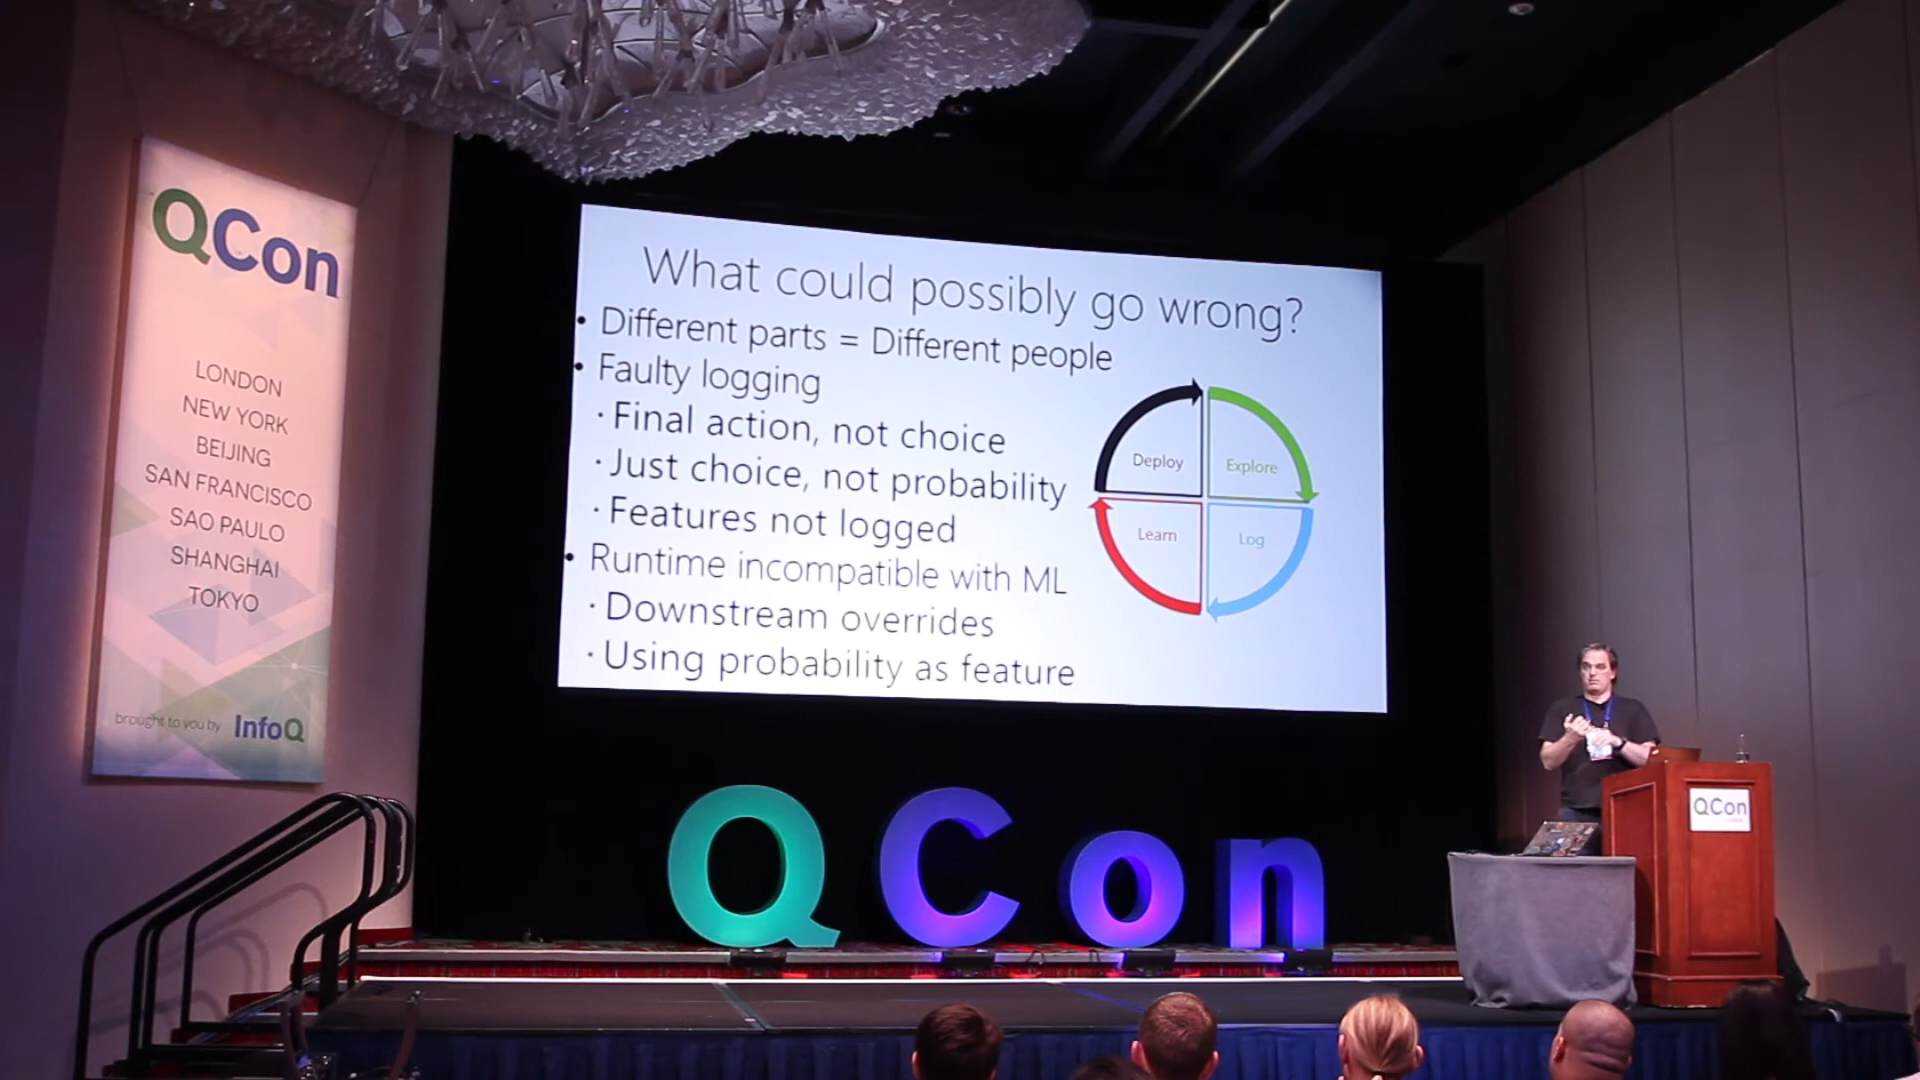 QCon
LONDON
NEW YORK
BEIJING
SAN FRANCISCO
SAO PAULO
SHANGHAI
TOKYO
brought to you by InfoQ
What could possibly go wrong?
• Different parts = Different people
• Faulty logging
· Final action, not choice
· Just choice, not probability
· Features not logged
• Runtime incompatible with ML
· Downstream overrides
· Using probability as feature
Deploy
Explore
Learn
Log
QCon
QCon